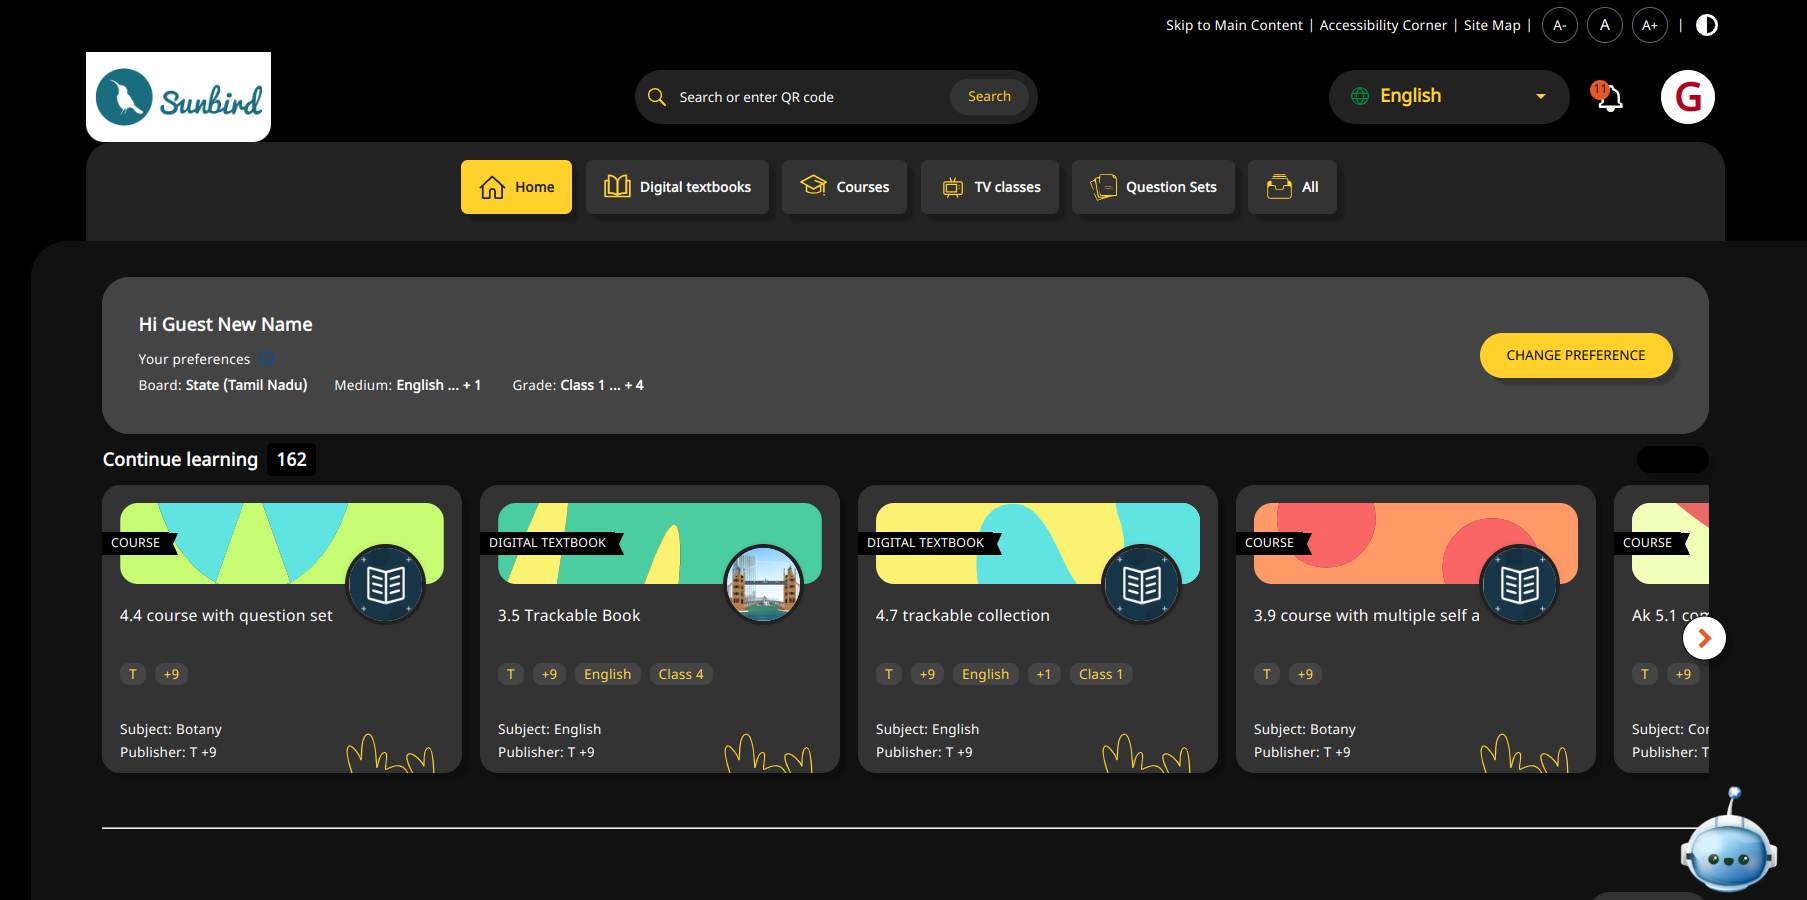 Skip to Main Content | Accessibility Corner | Site Map | A- A A+ |
Sunbird
Search or enter QR code Search
English
11
G
Home Digital textbooks Courses TV classes Question Sets All
Hi Guest New Name
Your preferences
Board: State (Tamil Nadu) Medium: English ... + 1 Grade: Class 1 ... + 4
CHANGE PREFERENCE
Continue learning 162
COURSE
4.4 course with question set
T +9
Subject: Botany
Publisher: T +9
DIGITAL TEXTBOOK
3.5 Trackable Book
T +9 English Class 4
Subject: English
Publisher: T +9
DIGITAL TEXTBOOK
4.7 trackable collection
T +9 English +1 Class 1
Subject: English
Publisher: T +9
COURSE
3.9 course with multiple self a
T +9
Subject: Botany
Publisher: T +9
COURSE
Ak 5.1
T +9
Subject:
Publisher: T